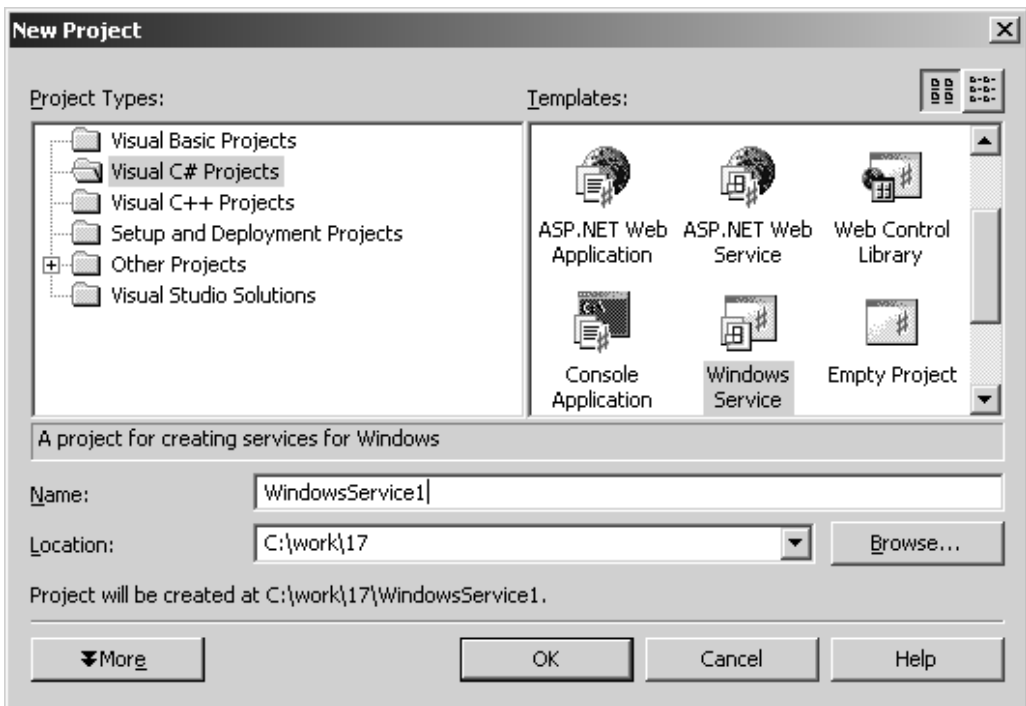 New Project
Project Types:
Templates:
Visual Basic Projects
Visual C# Projects
Visual C++ Projects
Setup and Deployment Projects
Other Projects
Visual Studio Solutions
ASP.NET Web
Application
ASP.NET Web
Service
Web Control
Library
Console
Application
Windows
Service
Empty Project
A project for creating services for Windows
Name:
WindowsService1
Location:
C:\work\17
Browse...
Project will be created at C:\work\17\WindowsService1.
More
OK
Cancel
Help